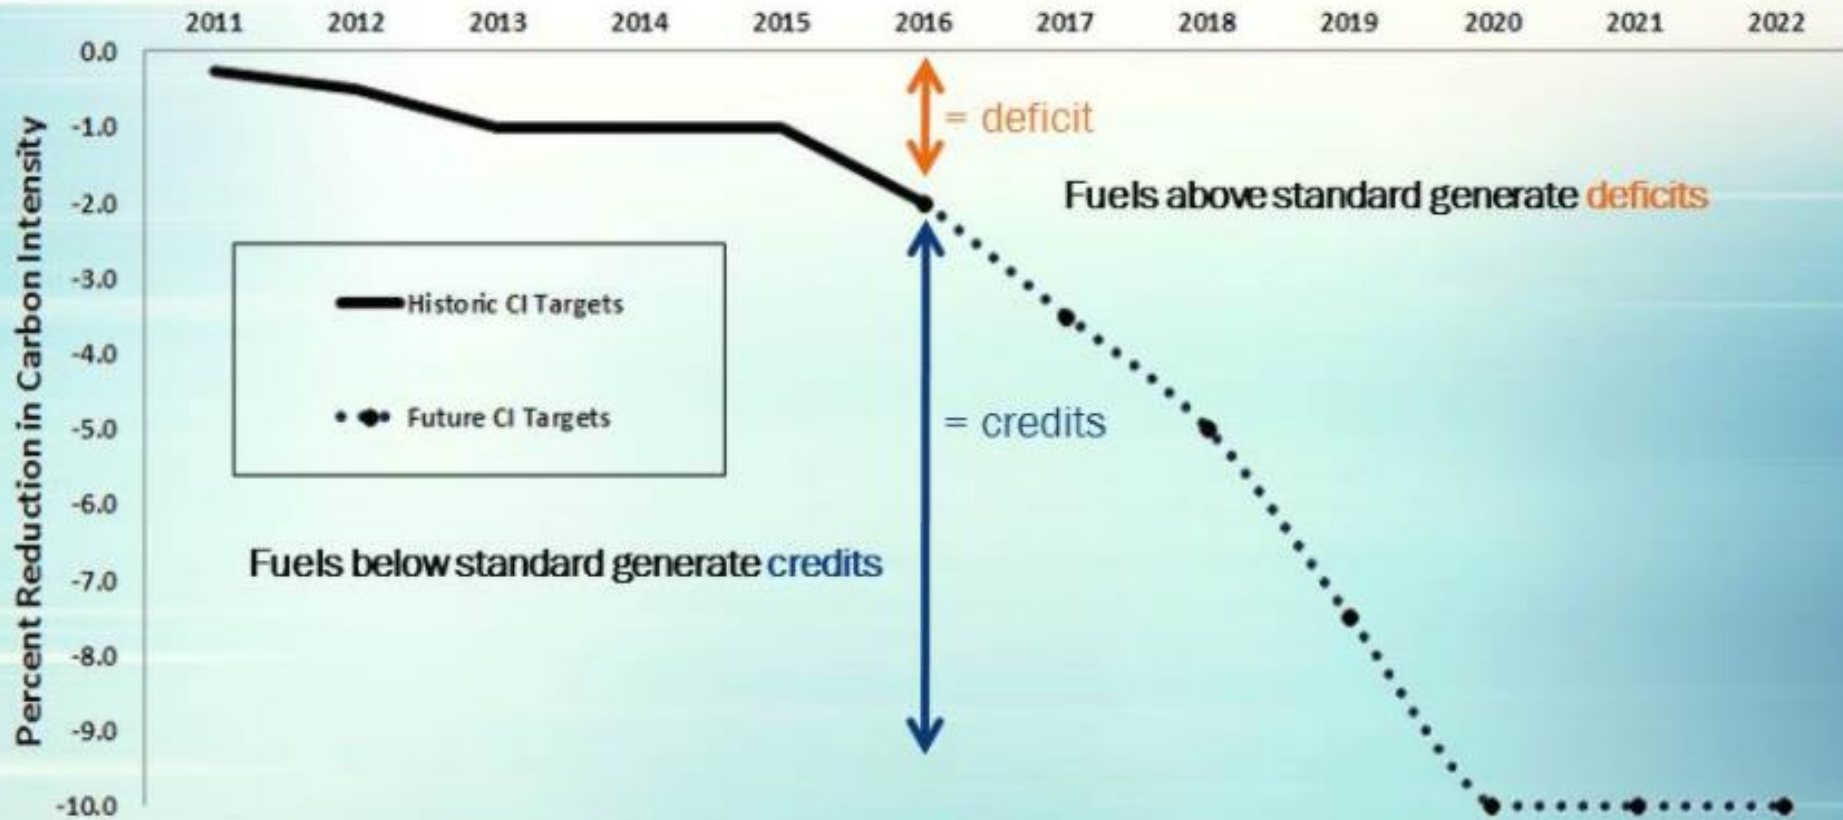 2011 2012 2013 2014 2015 2016 2017 2018 2019 2020 2021 2022
0.0
-1.0
-2.0
-3.0
-4.0
-5.0
-6.0
-7.0
-8.0
-9.0
-10.0
Percent Reduction in Carbon Intensity
= deficit
Fuels above standard generate deficits
Historic CI Targets
Future CI Targets
= credits
Fuels below standard generate credits